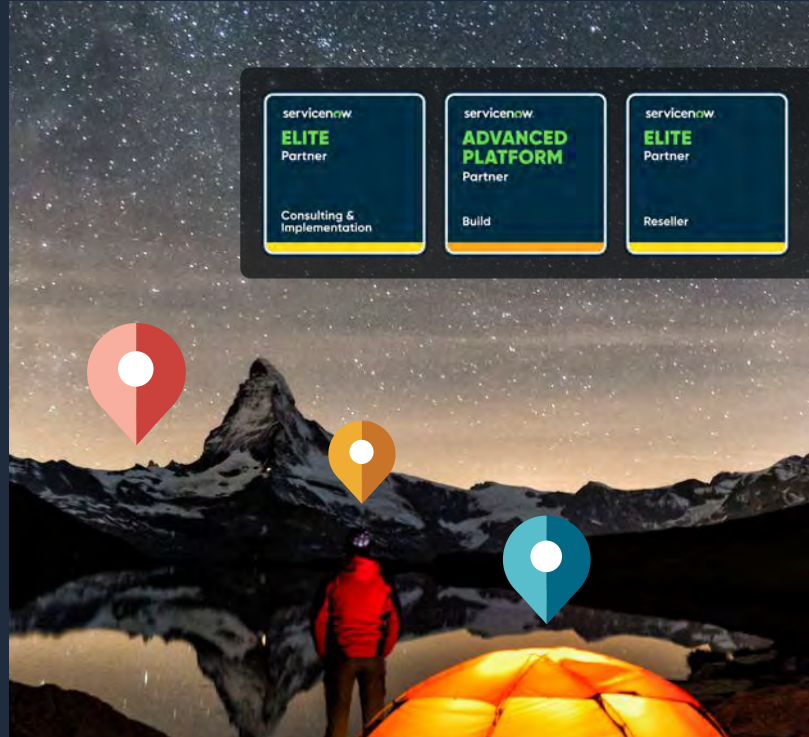 servicenow
ELITE
Partner
Consulting &
Implementation
servicenow
ADVANCED
PLATFORM
Partner
Build
servicenow
ELITE
Partner
Reseller